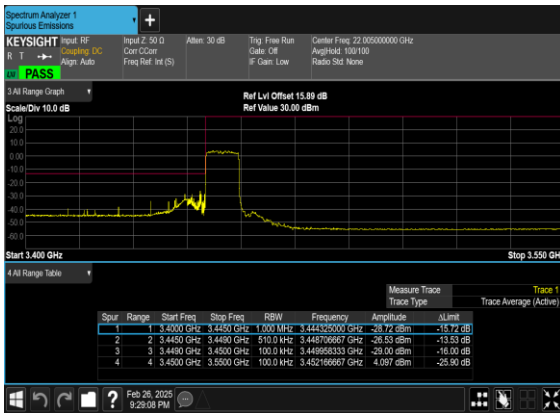 Spectrum Analyzer 1
Spurious Emissions
+
KEYSIGHT Input: RF Input Z: 50 Ω Atten: 30 dB Trig: Free Run Center Freq: 22.005000000 GHz
R T Coupling: DC Corr CCorr Gate: Off Avg|Hold: 100/100
Align: Auto Freq Ref: Int (S) IF Gain: Low Radio Std: None
PASS
3 All Range Graph
Ref Lvl Offset 15.89 dB
Scale/Div 10.0 dB Ref Value 30.00 dBm
Log
20.0
10.0
0.00
-10.0
-20.0
-30.0
-40.0
-50.0
-60.0
Start 3.400 GHz Stop 3.550 GH
4 All Range Table
Measure Trace Trace 1
Trace Type Trace Average (Active)
Spur Range Start Freq Stop Freq RBW Frequency Amplitude ΔLimit
1 1 3.4000 GHz 3.4450 GHz 1.000 MHz 3.444325000 GHz -28.72 dBm -15.72 dB
2 2 3.4450 GHz 3.4490 GHz 510.0 kHz 3.448706667 GHz -26.53 dBm -13.53 dB
3 3 3.4490 GHz 3.4500 GHz 100.0 kHz 3.449958333 GHz -29.00 dBm -16.00 dB
4 4 3.4500 GHz 3.5500 GHz 100.0 kHz 3.452166667 GHz 4.097 dBm -25.90 dB
? Feb 26, 2025
9:29:08 PM